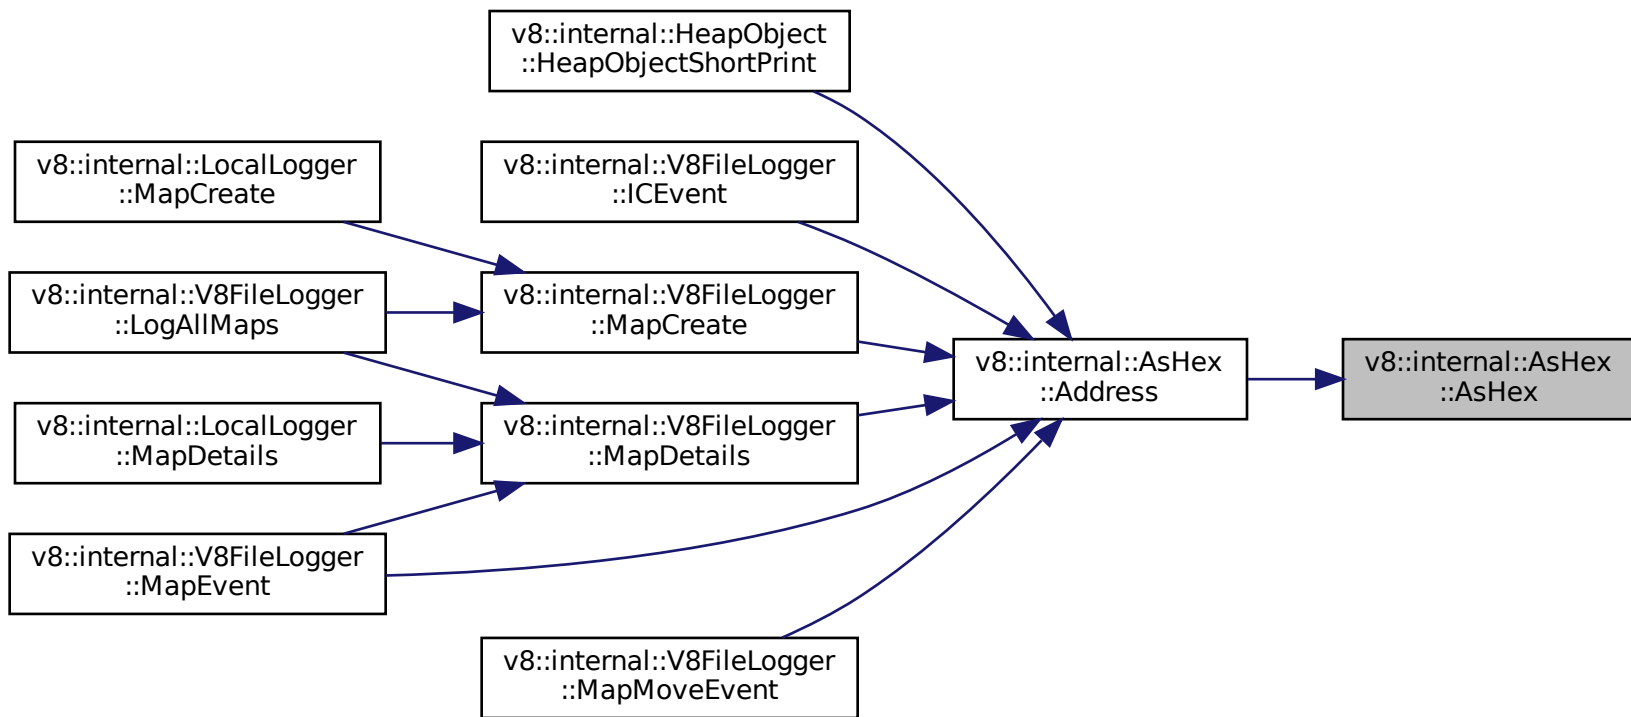 v8::internal::HeapObject
::HeapObjectShortPrint
v8::internal::LocalLogger
::MapCreate
v8::internal::V8FileLogger
::ICEvent
v8::internal::V8FileLogger
::LogAllMaps
v8::internal::V8FileLogger
::MapCreate
v8::internal::AsHex
::Address
v8::internal::AsHex
::AsHex
v8::internal::LocalLogger
::MapDetails
v8::internal::V8FileLogger
::MapDetails
v8::internal::V8FileLogger
::MapEvent
v8::internal::V8FileLogger
::MapMoveEvent